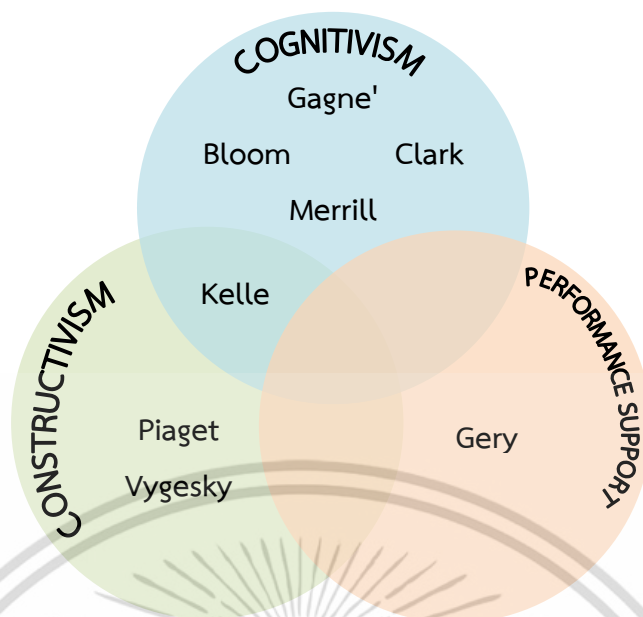 COGNITIVISM
Gagne'
Bloom Clark
Merrill
Kelle
CONSTRUCTIVISM
PERFORMANCE SUPPORT
Piaget
Gery
Vygesky